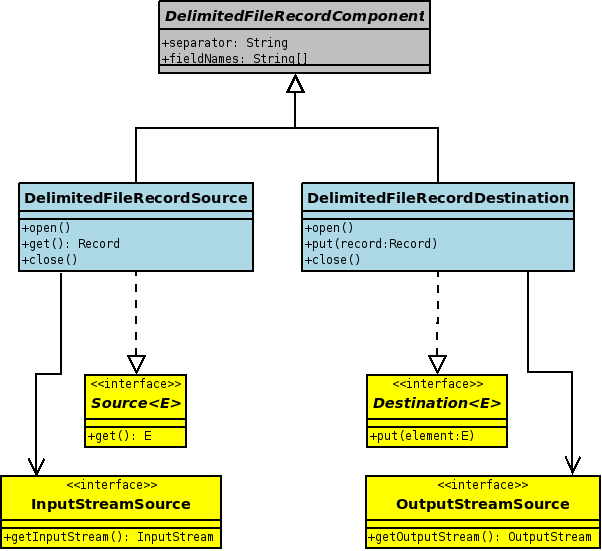 DelimitedFileRecordComponent
+separator: String
+fieldNames: String[]
DelimitedFileRecordSource
+open()
+get(): Record
+close()
DelimitedFileRecordDestination
+open()
+put(record:Record)
+close()
<<interface>>
Source<E>
+get(): E
<<interface>>
Destination<E>
+put(element:E)
<<interface>>
InputStreamSource
+getInputStream(): InputStream
<<interface>>
OutputStreamSource
+getOutputStream(): OutputStream